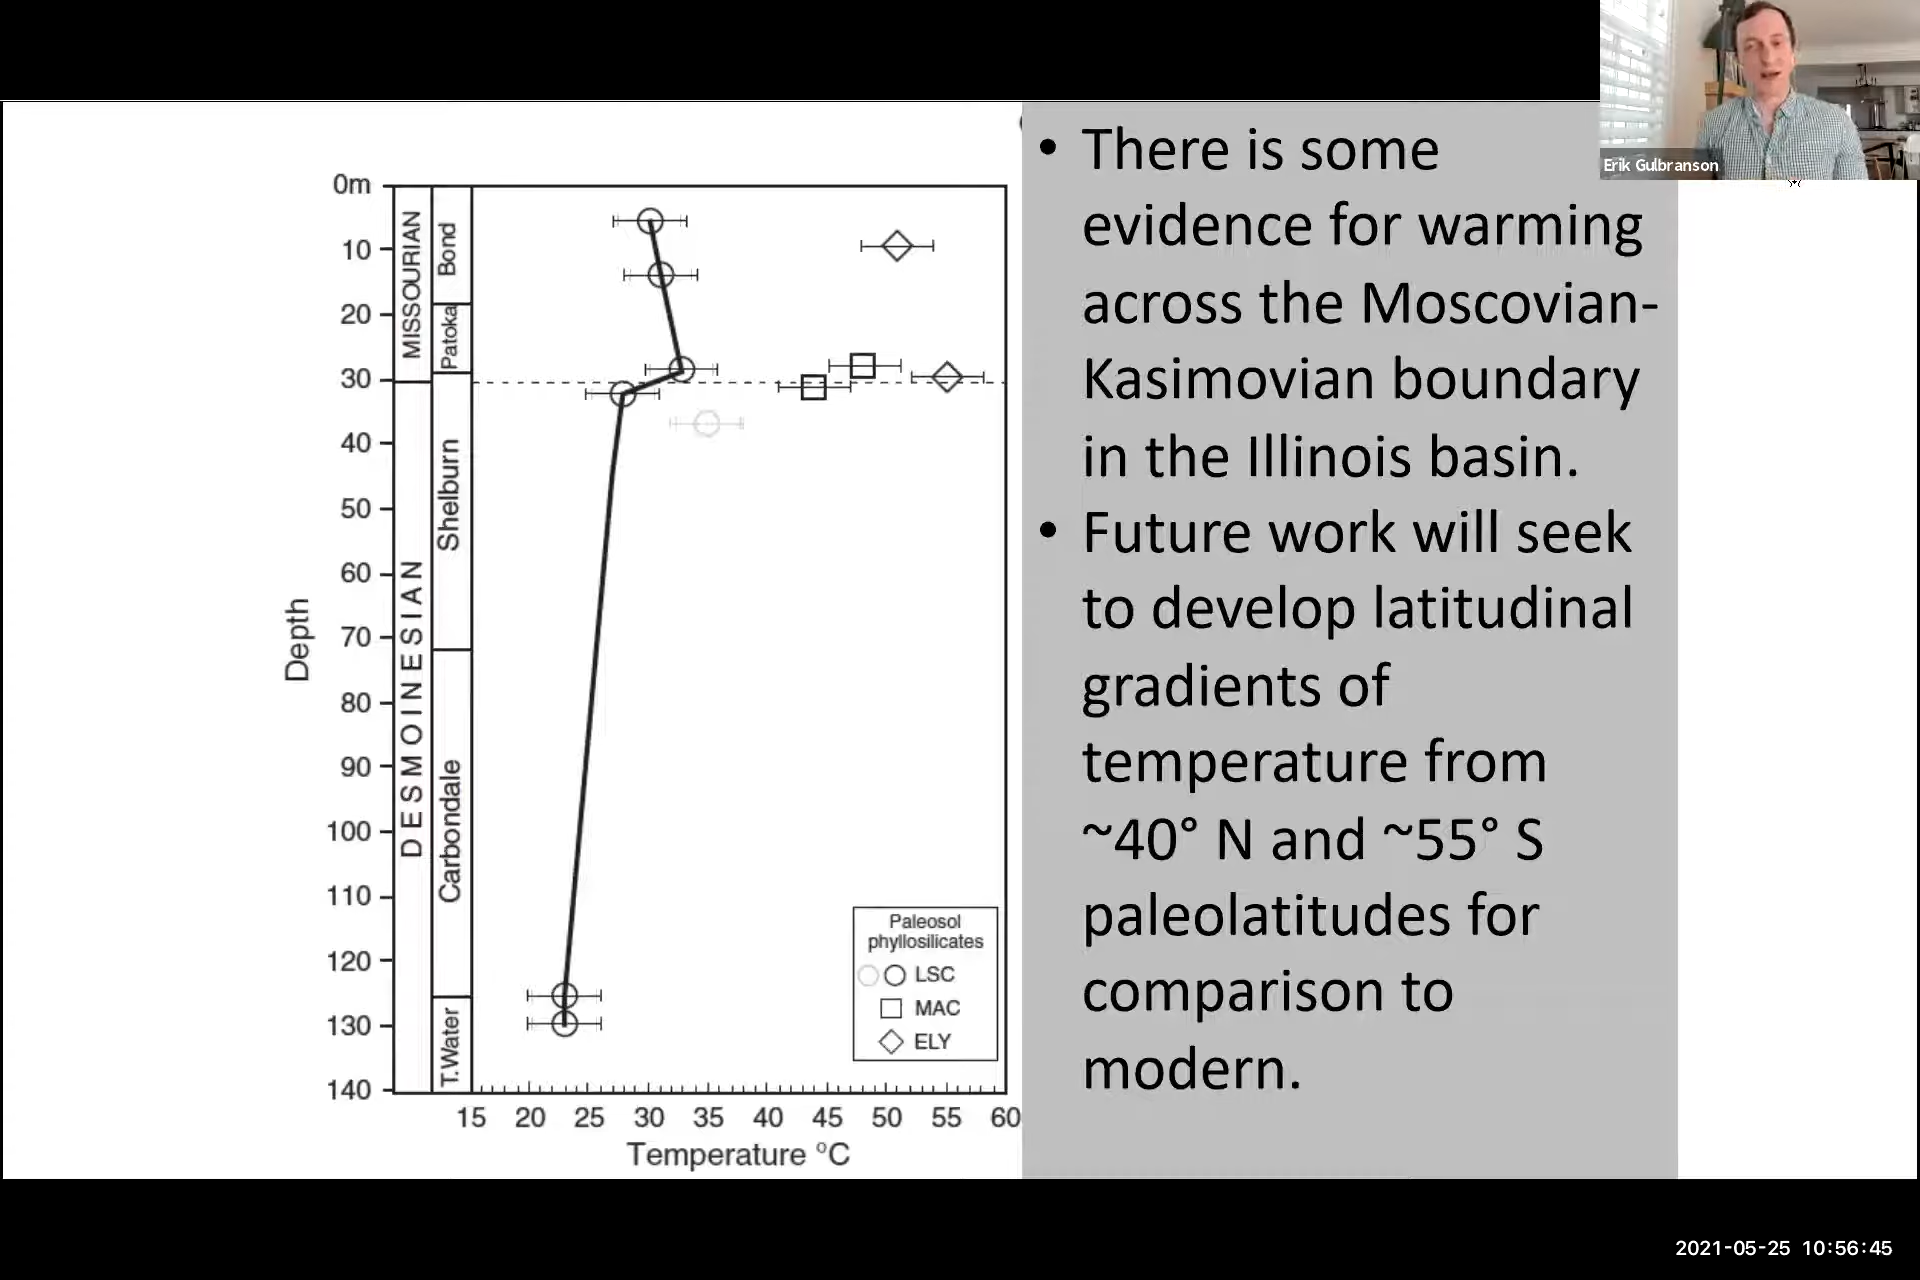 Erik Gulbranson
• There is some
evidence for warming
across the Moscovian-
Kasimovian boundary
in the Illinois basin.
• Future work will seek
to develop latitudinal
gradients of
temperature from
~40° N and ~55° S
paleolatitudes for
comparison to
modern.
Depth
0m
10
20
30
40
50
60
70
80
90
100
110
120
130
140
MISSOURIAN
DESMOINESIAN
Bond
Patoka
Shelburn
Carbondale
T.Water
Paleosol
phyllosilicates
LSC
MAC
ELY
15 20 25 30 35 40 45 50 55 60
Temperature °C
2021-05-25 10:56:45